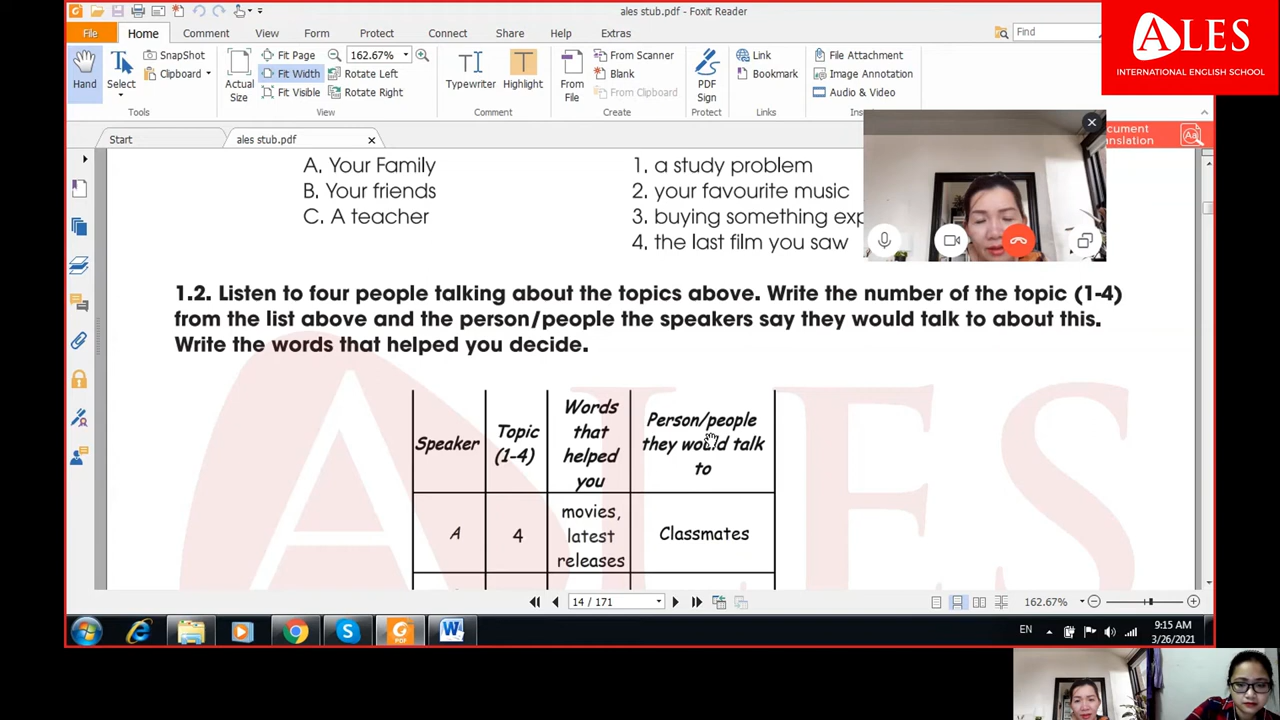 ales stub.pdf - Foxit Reader
File Home Comment View Form Protect Connect Share Help Extras
Find
ALES
INTERNATIONAL ENGLISH SCHOOL
Hand
Select
SnapShot
Clipboard
Tools
Actual Size
Fit Page
Fit Width
Fit Visible
162.67%
Rotate Left
Rotate Right
View
Typewriter
Highlight
Comment
From File
From Scanner
Blank
From Clipboard
Create
PDF Sign
Protect
Link
Bookmark
Links
File Attachment
Image Annotation
Audio & Video
Start
ales stub.pdf
A. Your Family
B. Your friends
C. A teacher
1. a study problem
2. your favourite music
3. buying something exp
4. the last film you saw
1.2. Listen to four people talking about the topics above. Write the number of the topic (1-4)
from the list above and the person/people the speakers say they would talk to about this.
Write the words that helped you decide.
Speaker
Topic (1-4)
Words that helped you
Person/people they would talk to
A
4
movies, latest releases
Classmates
ALES
14 / 171
162.67%
EN
9:15 AM
3/26/2021